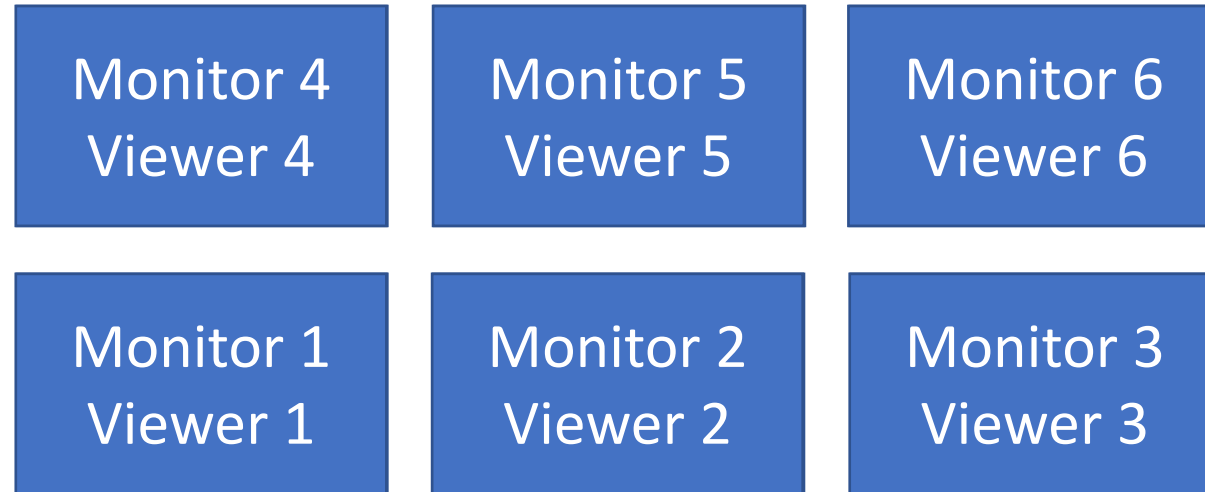 Monitor 4
Viewer 4
Monitor 5
Viewer 5
Monitor 6
Viewer 6
Monitor 1
Viewer 1
Monitor 2
Viewer 2
Monitor 3
Viewer 3